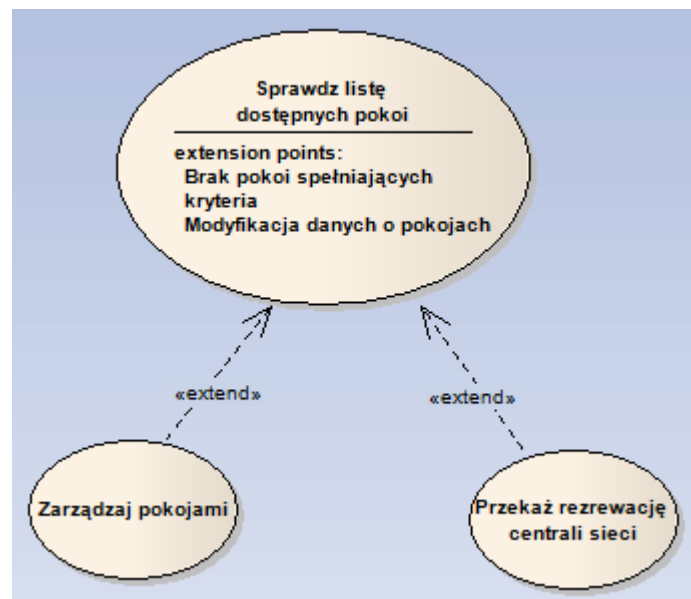 Sprawdz listę
dostępnych pokoi
extension points:
Brak pokoi spełniających
kryteria
Modyfikacja danych o pokojach
«extend»
«extend»
Zarządzaj pokojami
Przekaż rezrewację
centrali sieci